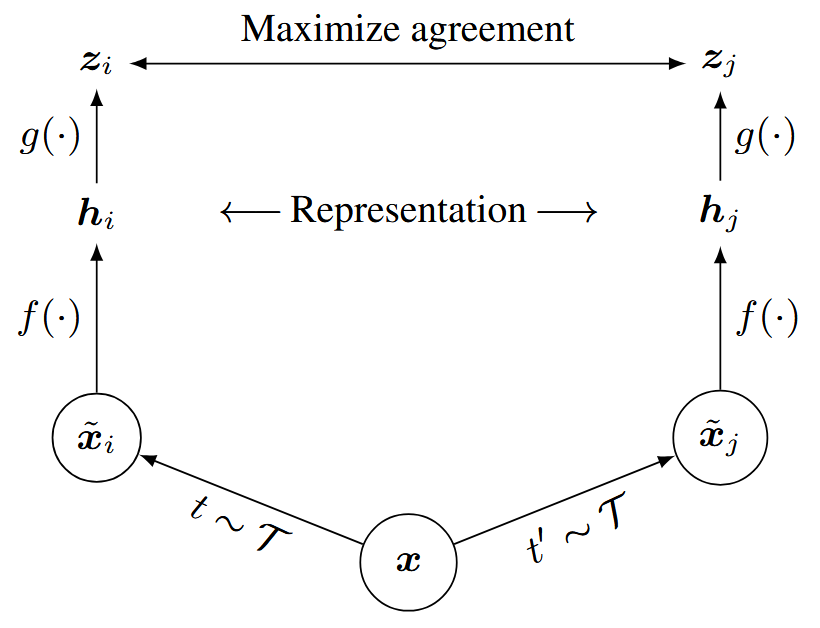 Maximize agreement
z_i z_j
g(·) g(·)
h_i ← Representation → h_j
f(·) f(·)
x̃_i x̃_j
t ∼ 𝒯 t′ ∼ 𝒯
x